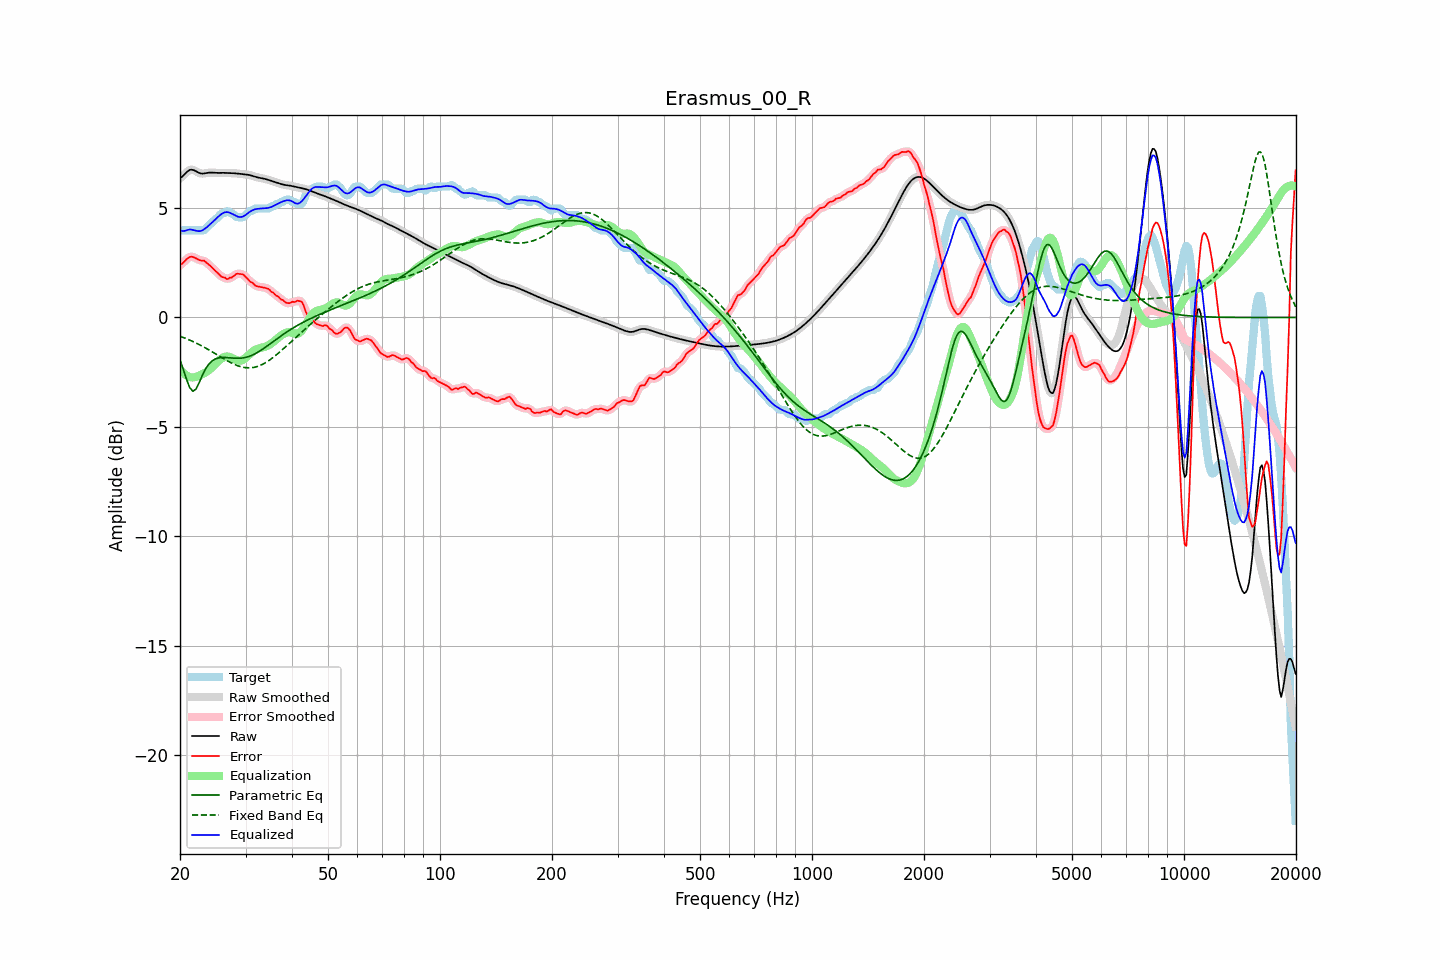 Erasmus_00_R
5
0
−5
−10
−15
−20
Amplitude (dBr)
20
50
100
200
500
1000
2000
5000
10000
20000
Frequency (Hz)
Target
Raw Smoothed
Error Smoothed
Raw
Error
Equalization
Parametric Eq
Fixed Band Eq
Equalized